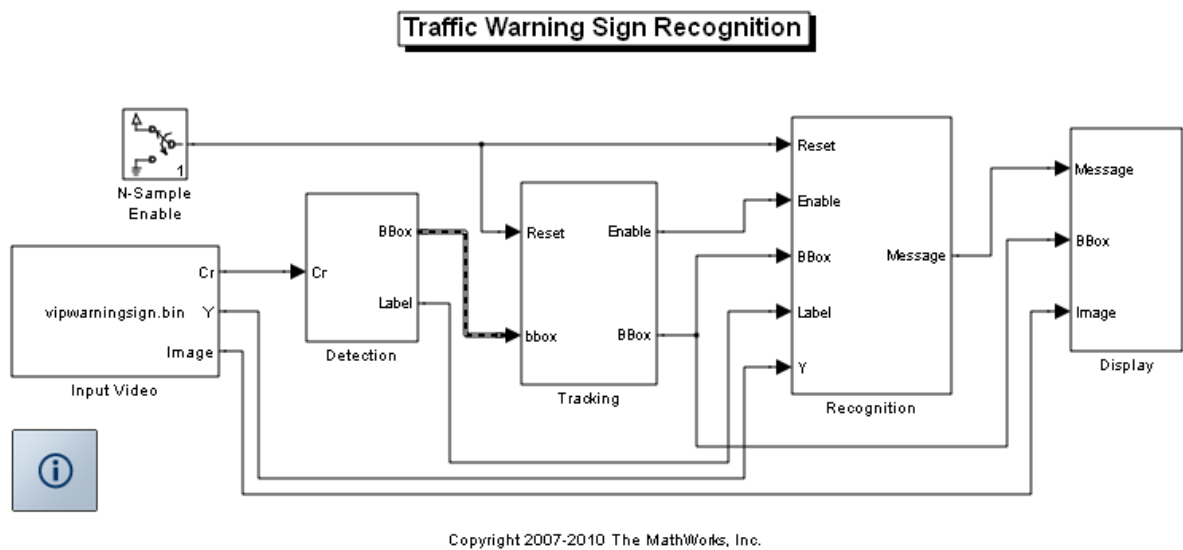 Traffic Warning Sign Recognition
1
N-Sample
Enable
Cr
vipwarningsign.bin
Y
Image
Input Video
Cr
BBox
Label
Detection
Reset
bbox
Enable
BBox
Tracking
Reset
Enable
BBox
Label
Y
Message
Recognition
Message
BBox
Image
Display
i
Copyright 2007-2010 The MathWorks, Inc.